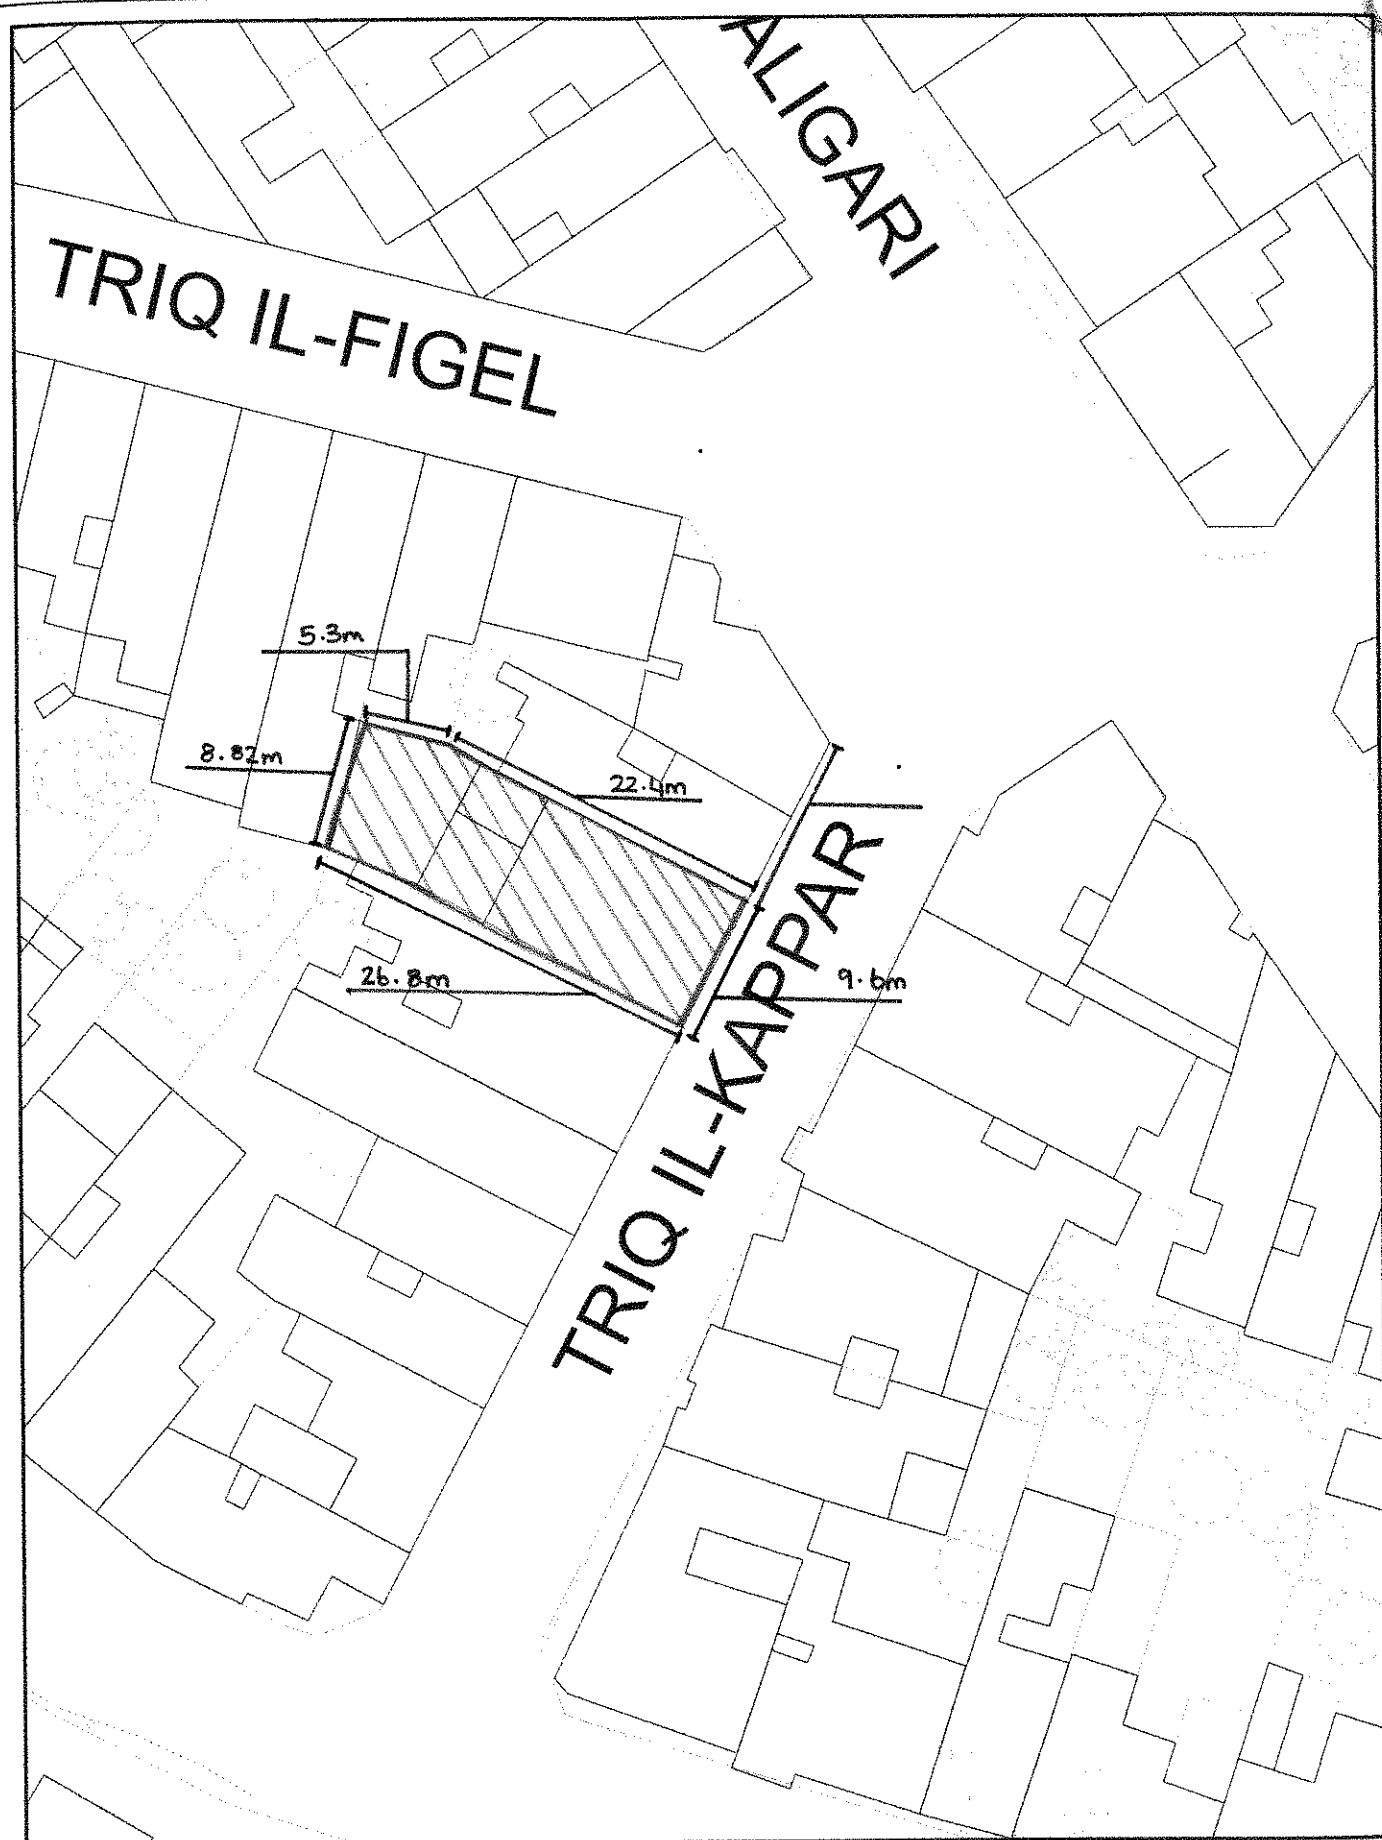 ALIGARI
TRIQ IL-FIGEL
5.3m
8.82m
22.4m
26.8m
9.6m
TRIQ IL-KAPPAR